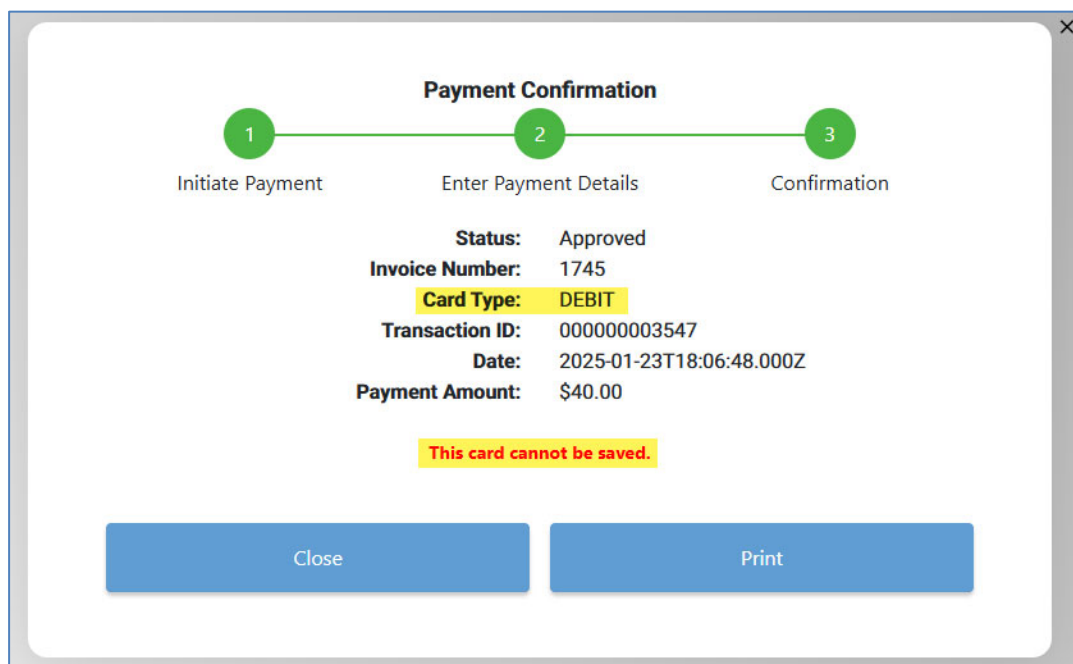 Payment Confirmation
1 2 3
Initiate Payment Enter Payment Details Confirmation
Status: Approved
Invoice Number: 1745
Card Type: DEBIT
Transaction ID: 000000003547
Date: 2025-01-23T18:06:48.000Z
Payment Amount: $40.00
This card cannot be saved.
Close Print